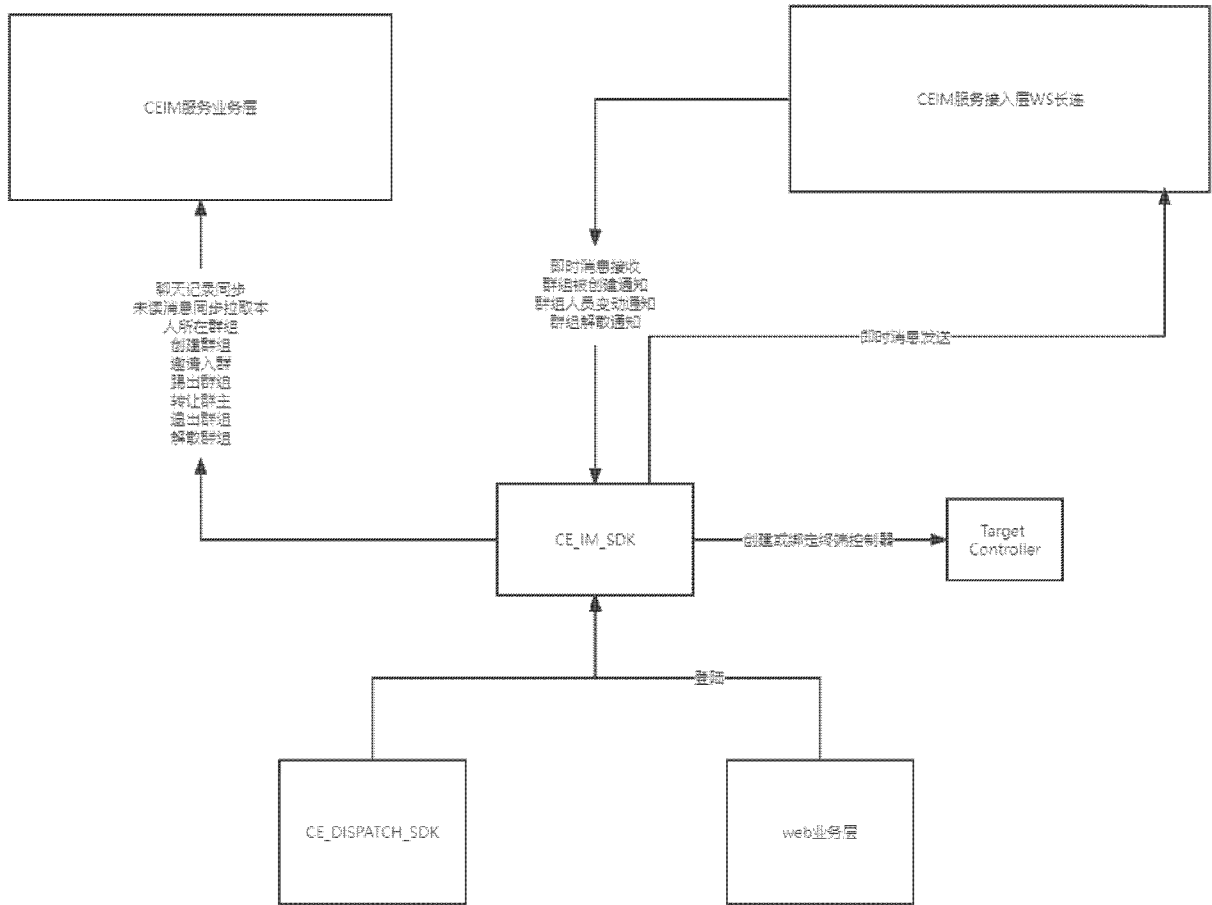 CEIM服务业务层
CEIM服务接入层WS长连
即时消息接收
群组被创建通知
群组人员变动通知
群组解散通知
聊天记录同步
未读消息同步拉取本
人所在群组
创建群组
邀请入群
踢出群组
转让群主
退出群组
解散群组
即时消息发送
CE_IM_SDK
创建或绑定终端控制器
Target
Controller
登陆
CE_DISPATCH_SDK
web业务层